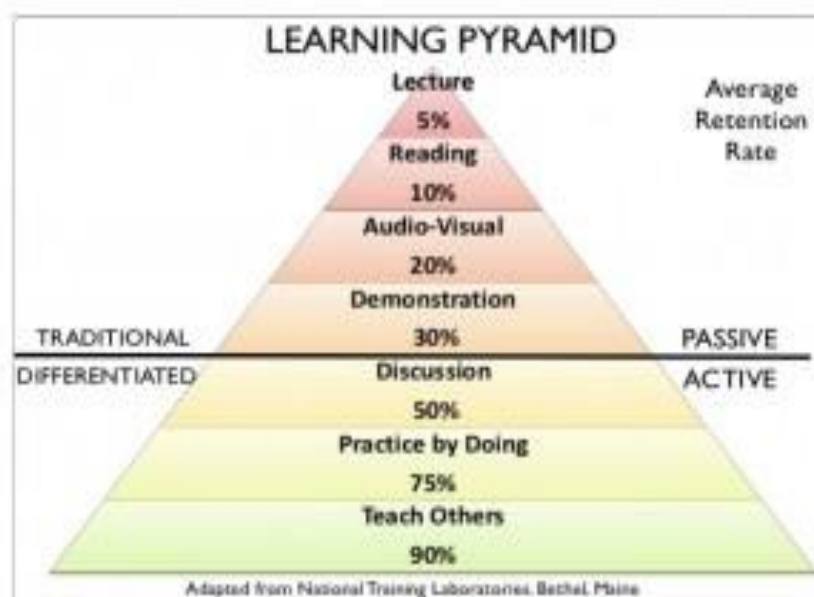 LEARNING PYRAMID
Lecture
5%
Average
Retention
Rate
Reading
10%
Audio-Visual
20%
Demonstration
30%
TRADITIONAL
PASSIVE
DIFFERENTIATED
ACTIVE
Discussion
50%
Practice by Doing
75%
Teach Others
90%
Adapted from National Training Laboratories. Bethel, Maine